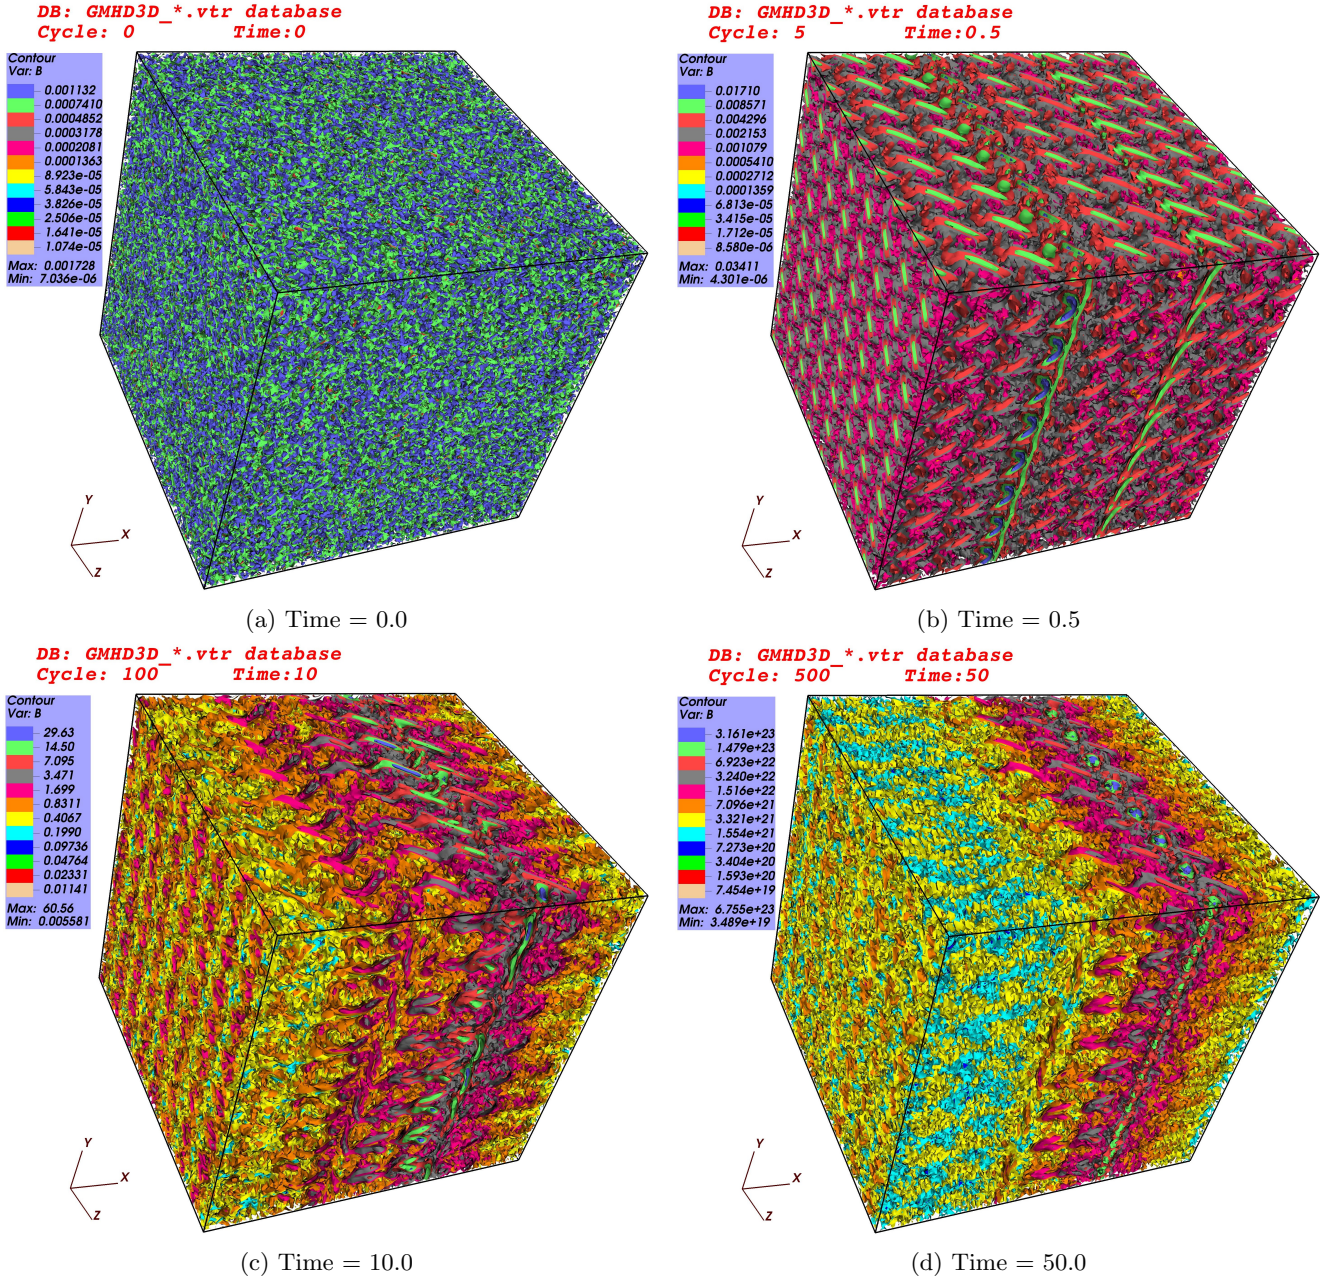 DB: GMHD3D_*.vtr database
Cycle: 0 Time:0
Contour
Var: B
0.001132
0.0007410
0.0004852
0.0003178
0.0002081
0.0001363
8.923e-05
5.843e-05
3.826e-05
2.506e-05
1.641e-05
1.074e-05
Max: 0.001728
Min: 7.036e-06
Y
X
Z
(a) Time = 0.0
DB: GMHD3D_*.vtr database
Cycle: 5 Time:0.5
Contour
Var: B
0.01710
0.008571
0.004296
0.002153
0.001079
0.0005410
0.0002712
0.0001359
6.813e-05
3.415e-05
1.712e-05
8.580e-06
Max: 0.03411
Min: 4.301e-06
Y
X
Z
(b) Time = 0.5
DB: GMHD3D_*.vtr database
Cycle: 100 Time:10
Contour
Var: B
29.63
14.50
7.095
3.471
1.699
0.8311
0.4067
0.1990
0.09736
0.04764
0.02331
0.01141
Max: 60.56
Min: 0.005581
Y
X
Z
(c) Time = 10.0
DB: GMHD3D_*.vtr database
Cycle: 500 Time:50
Contour
Var: B
3.161e+23
1.479e+23
6.923e+22
3.240e+22
1.516e+22
7.096e+21
3.321e+21
1.554e+21
7.273e+20
3.404e+20
1.593e+20
7.454e+19
Max: 6.755e+23
Min: 3.489e+19
Y
X
Z
(d) Time = 50.0